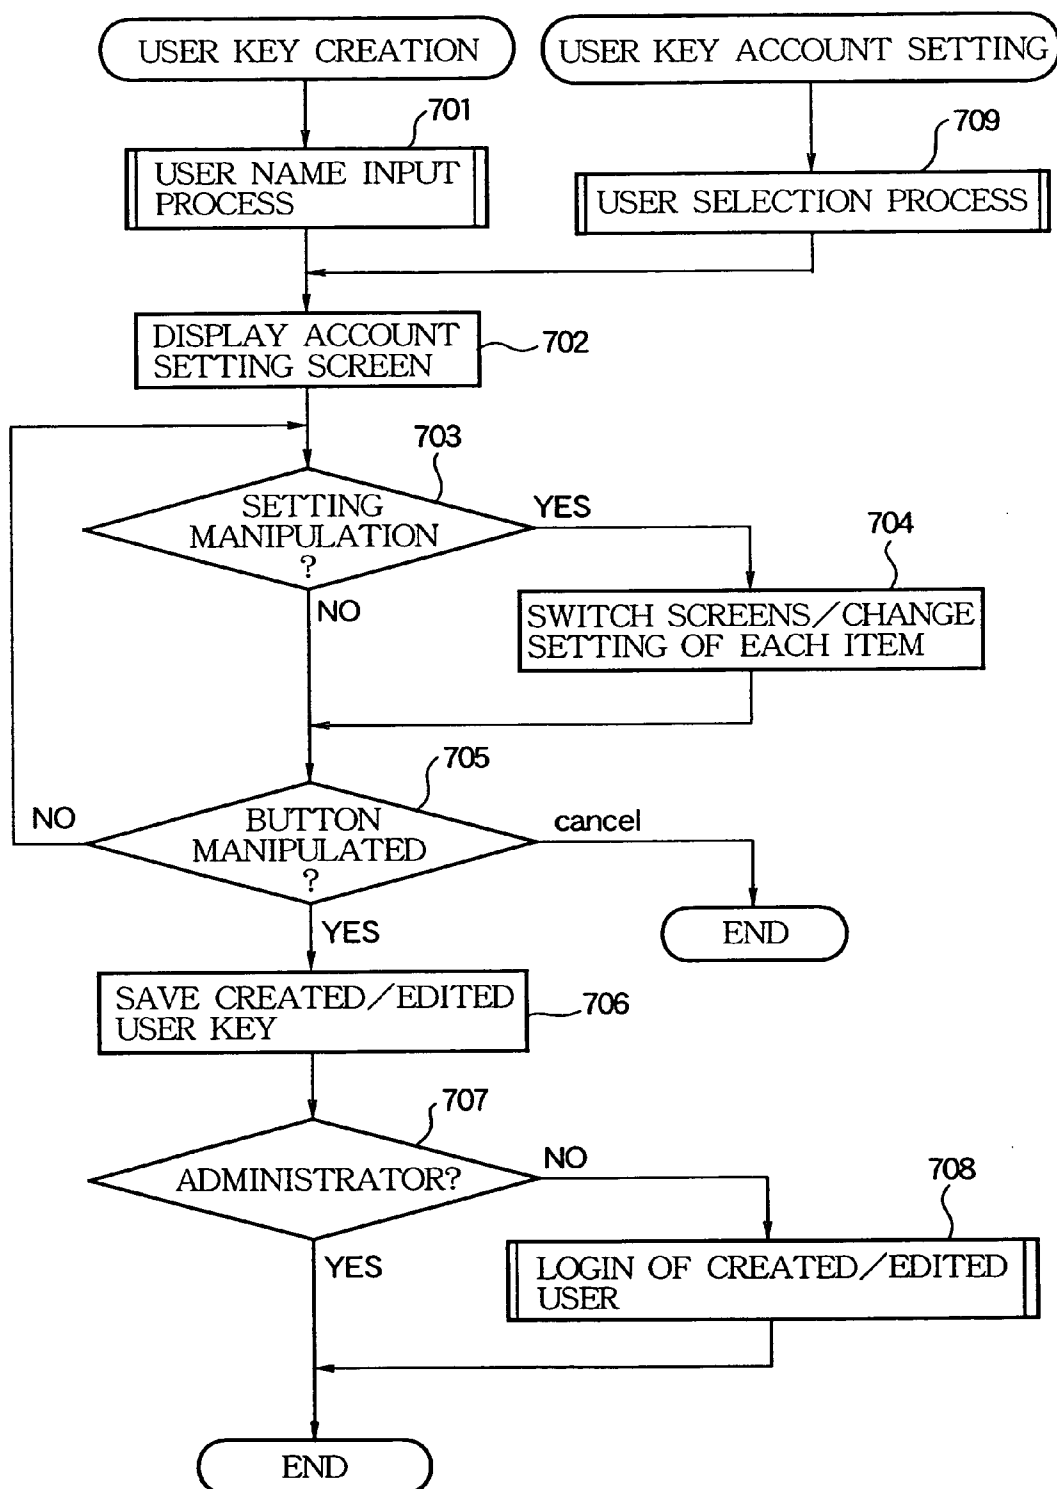 USER KEY CREATION
USER KEY ACCOUNT SETTING
701
709
USER NAME INPUT
PROCESS
USER SELECTION PROCESS
DISPLAY ACCOUNT
SETTING SCREEN
702
703
SETTING
MANIPULATION
?
YES
704
NO
SWITCH SCREENS/CHANGE
SETTING OF EACH ITEM
705
NO
BUTTON
MANIPULATED
?
cancel
YES
END
SAVE CREATED/EDITED
USER KEY
706
707
ADMINISTRATOR?
NO
708
YES
LOGIN OF CREATED/EDITED
USER
END